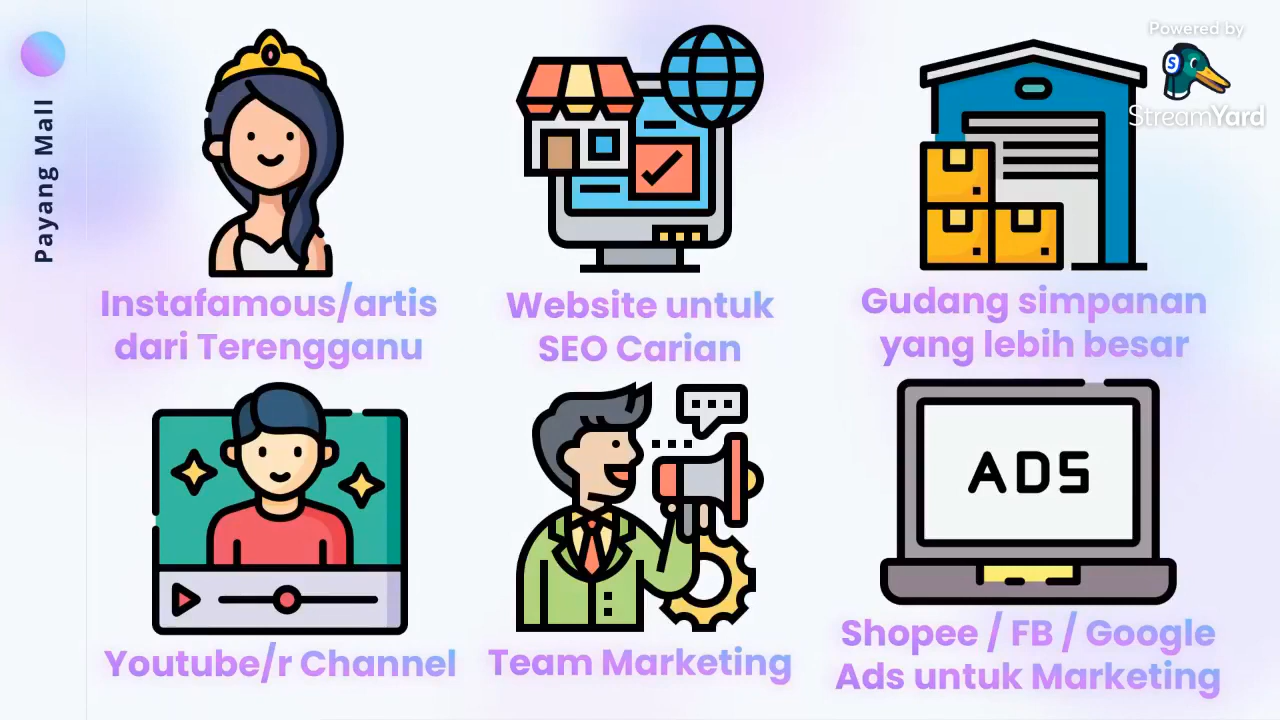 Payang Mall
Powered by
S
StreamYard
Instafamous/artis
dari Terengganu
Website untuk
SEO Carian
Gudang simpanan
yang lebih besar
ADS
Youtube/r Channel
Team Marketing
Shopee / FB / Google
Ads untuk Marketing